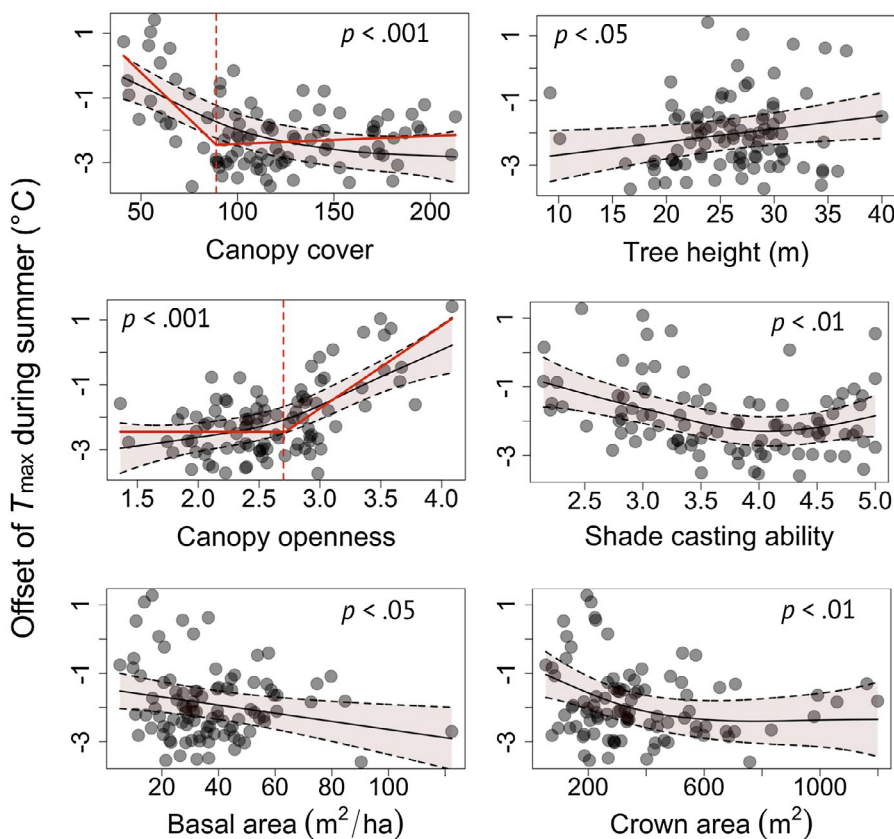 Offset of Tmax during summer (°C)
p < .001
p < .05
1
-1
-3
1
-1
-3
50 100 150 200
10 15 20 25 30 35 40
Canopy cover
Tree height (m)
p < .001
p < .01
1
-1
-3
1
-1
-3
1.5 2.0 2.5 3.0 3.5 4.0
2.5 3.0 3.5 4.0 4.5 5.0
Canopy openness
Shade casting ability
p < .05
p < .01
1
-1
-3
1
-1
-3
20 40 60 80 100
200 600 1000
Basal area (m²/ha)
Crown area (m²)